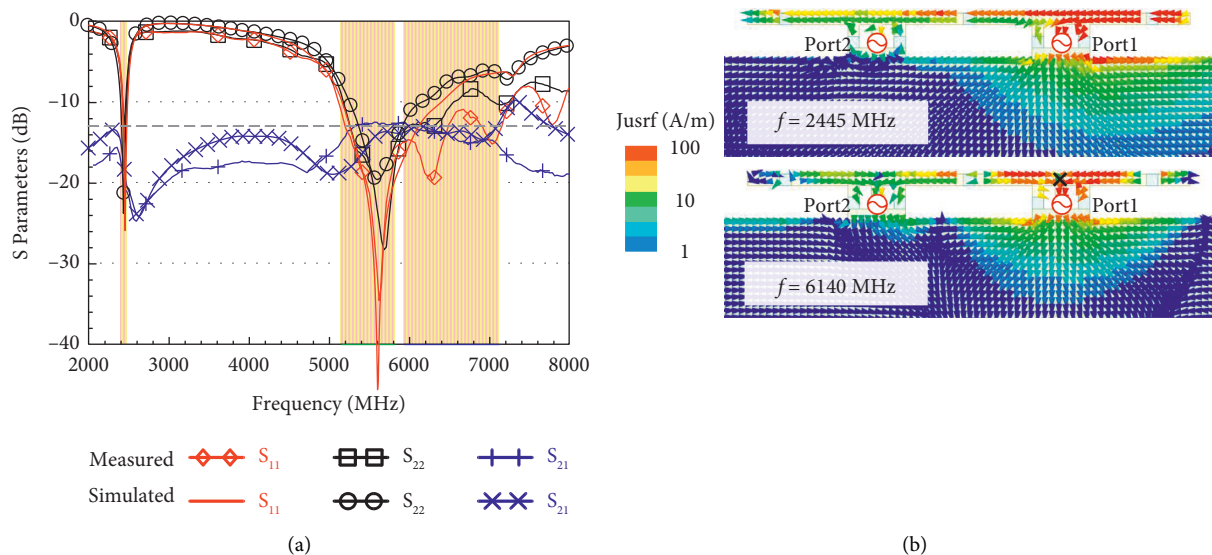 0
−10
−20
−30
−40
S Parameters (dB)
2000 3000 4000 5000 6000 7000 8000
Frequency (MHz)
Measured S11 S22 S21
Simulated S11 S22 S21
(a)
Jusrf (A/m)
100
10
1
Port2 Port1
f = 2445 MHz
Port2 Port1
f = 6140 MHz
(b)